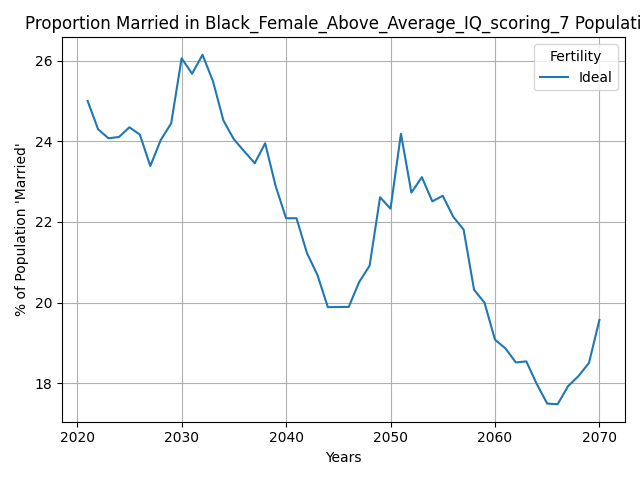 Proportion Married in Black_Female_Above_Average_IQ_scoring_7 Populati
Fertility
Ideal
% of Population 'Married'
26
24
22
20
18
2020 2030 2040 2050 2060 2070
Years